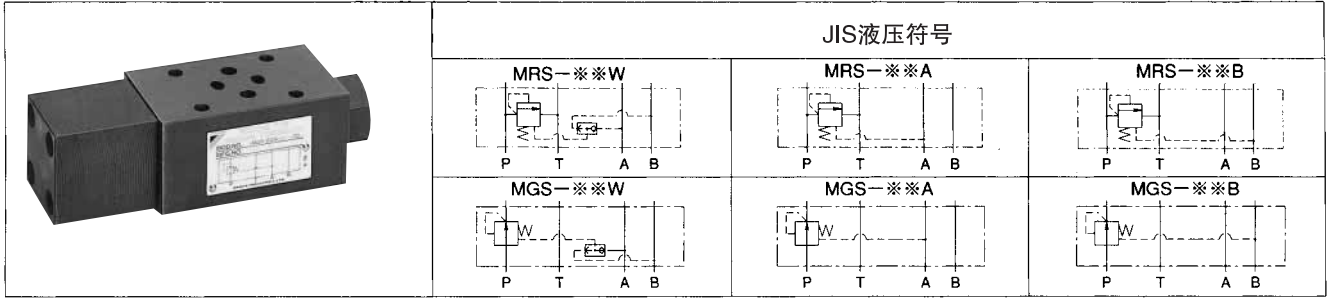 JIS液压符号
MRS-※※W
MRS-※※A
MRS-※※B
P T A B
P T A B
P T A B
MGS-※※W
MGS-※※A
MGS-※※B
P T A B
P T A B
P T A B